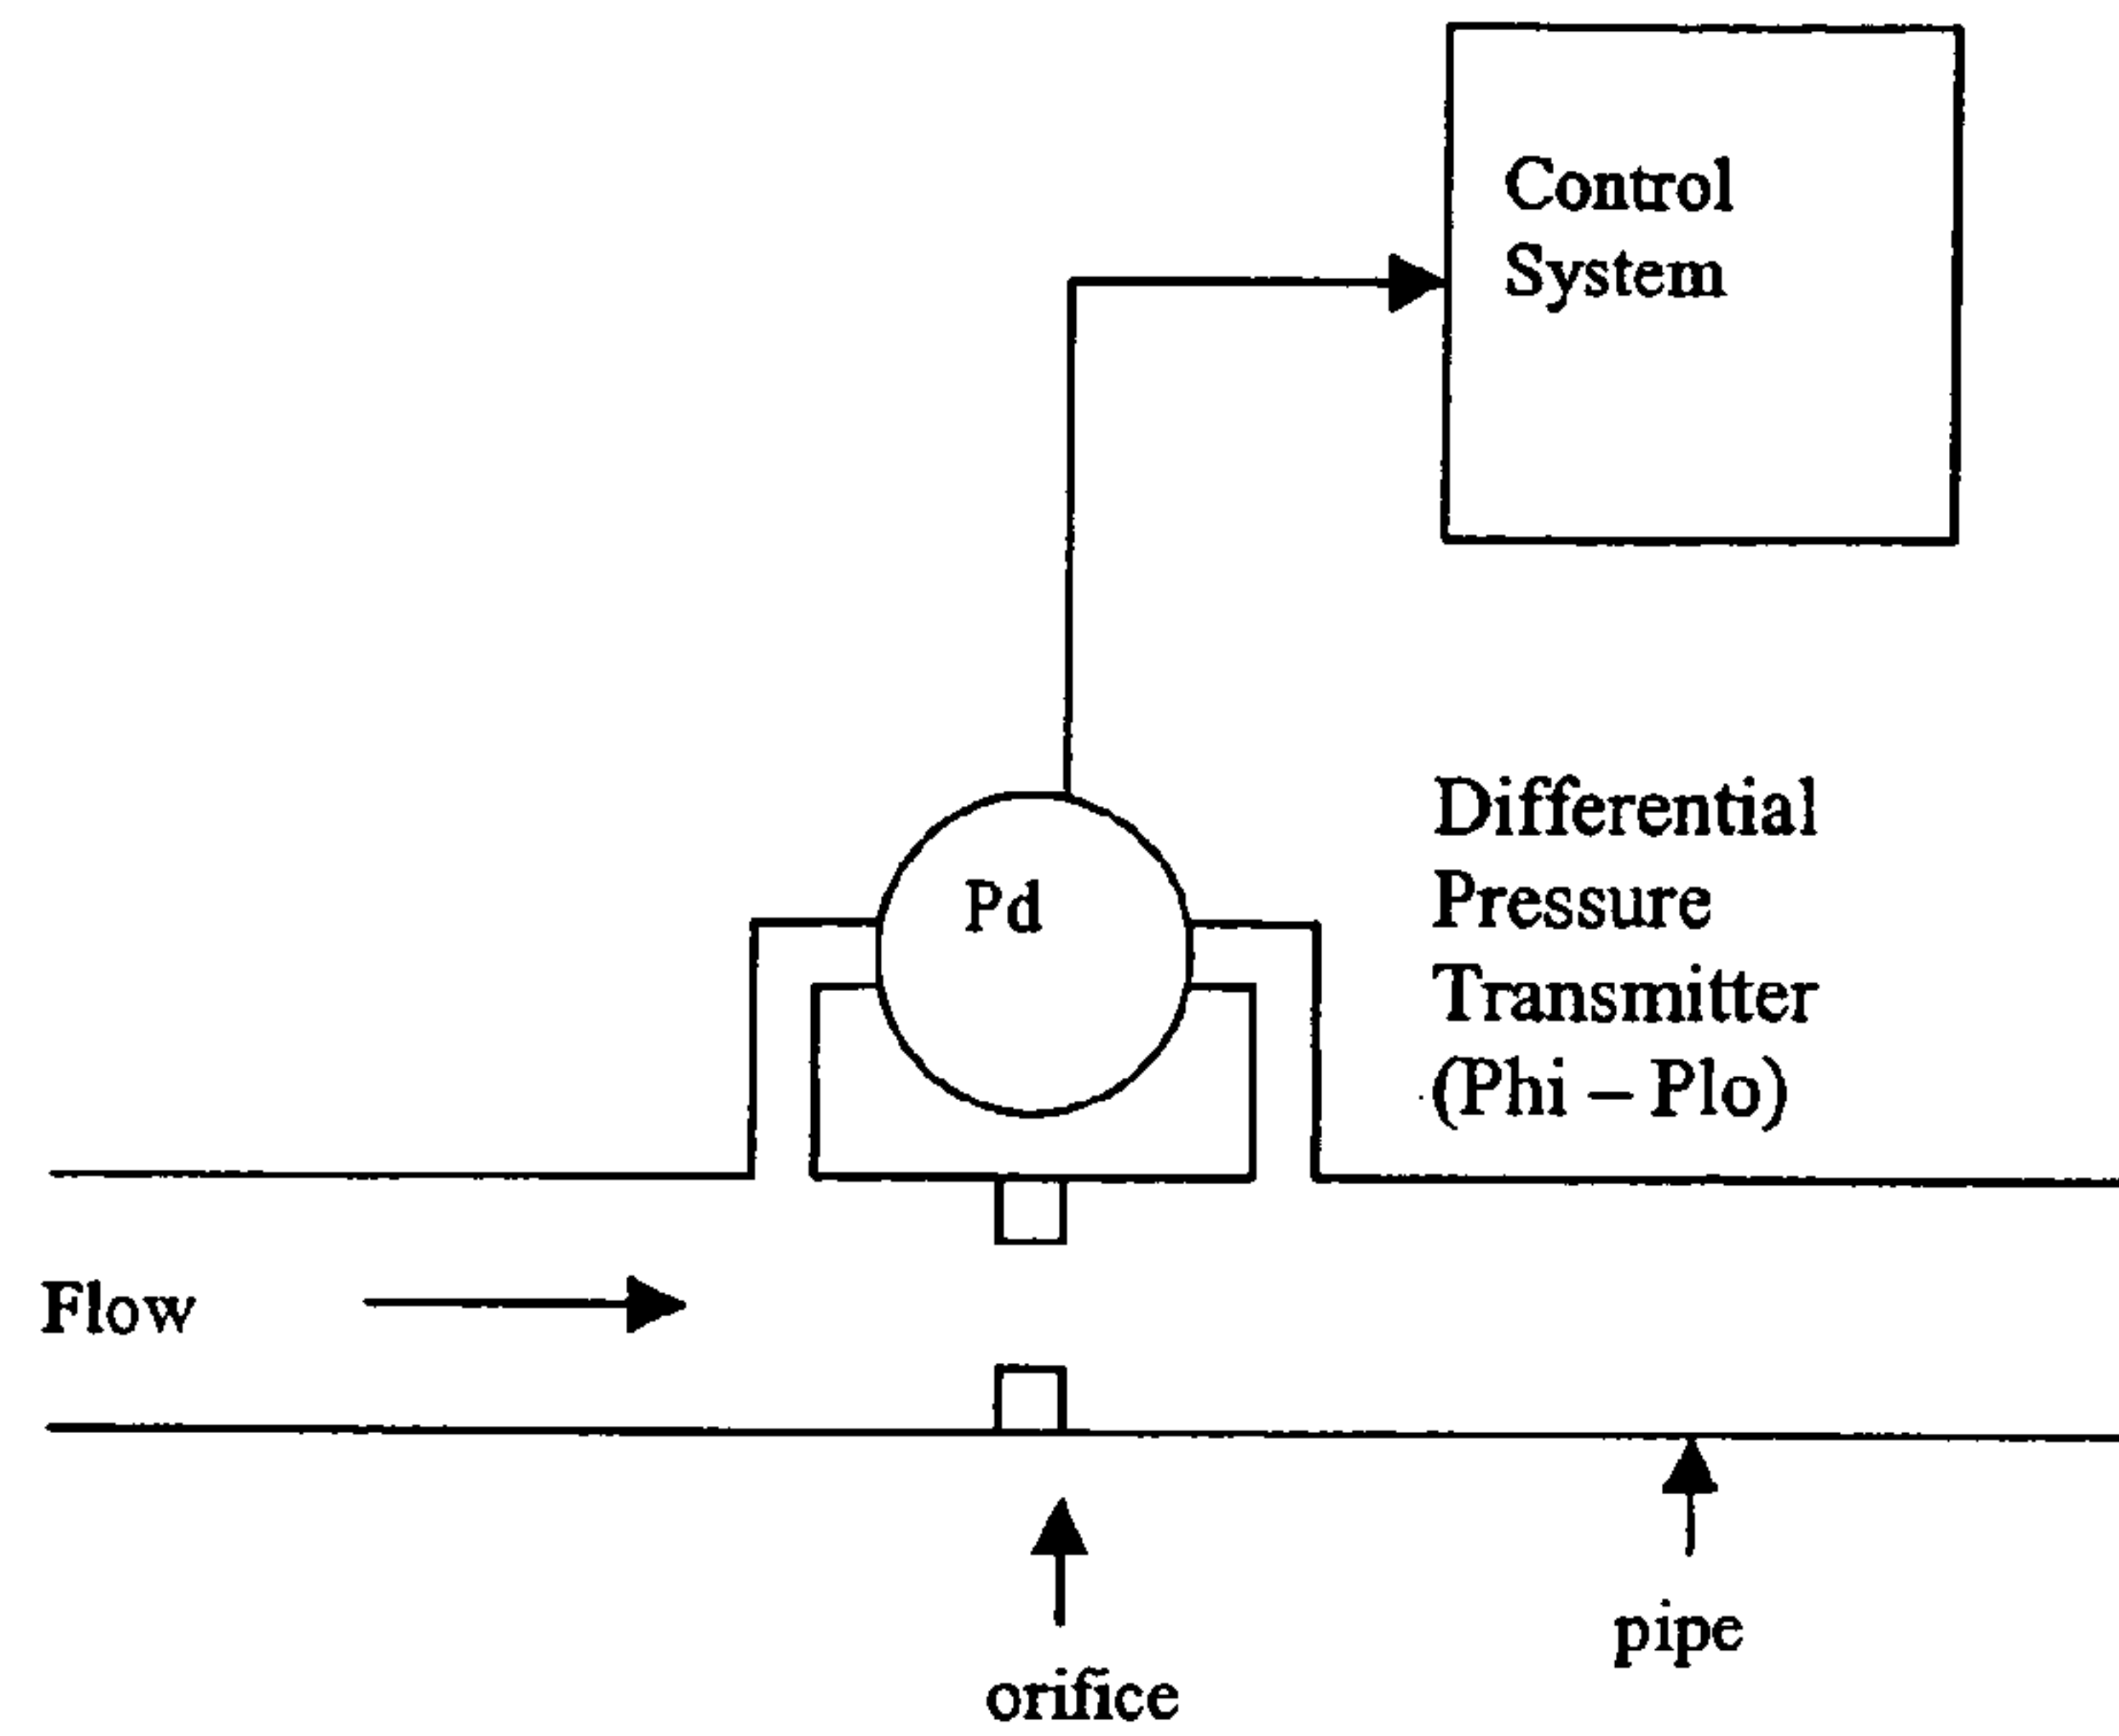 Control
System
Pd
Differential
Pressure
Transmitter
(Phi – Plo)
Flow
orifice
pipe